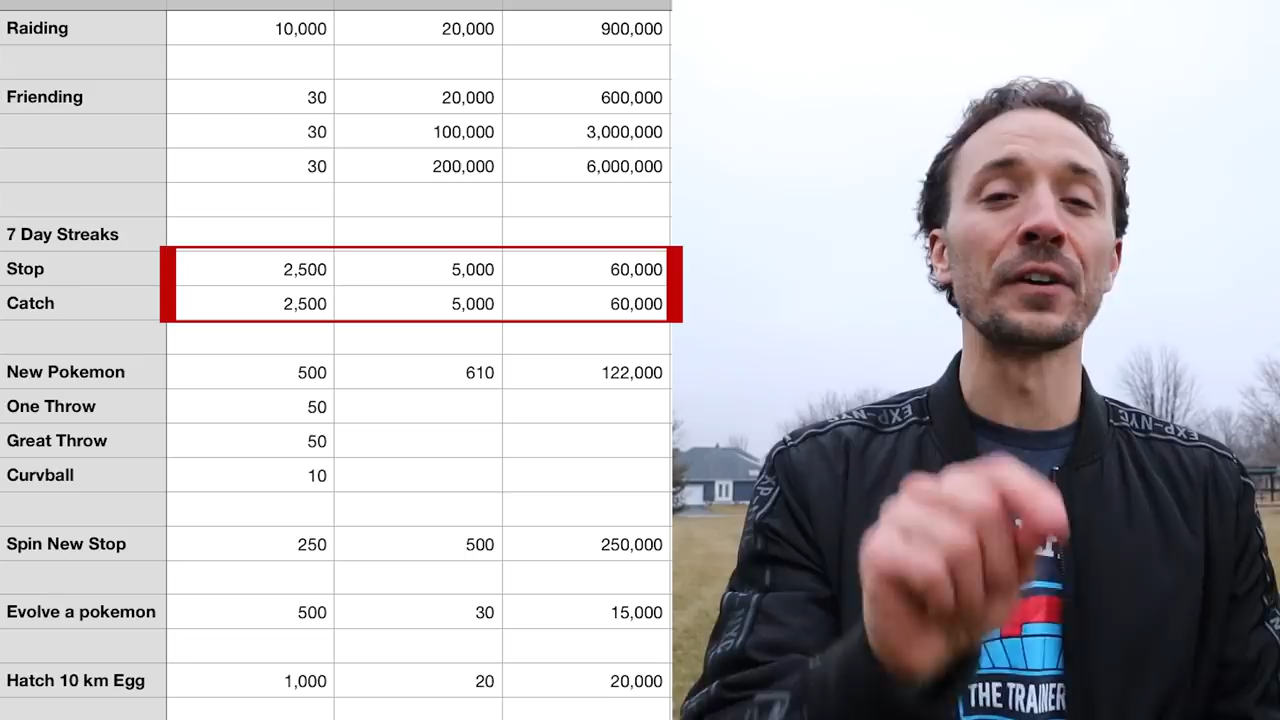 Raiding 10,000 20,000 900,000
Friending 30 20,000 600,000
30 100,000 3,000,000
30 200,000 6,000,000
7 Day Streaks
Stop 2,500 5,000 60,000
Catch 2,500 5,000 60,000
New Pokemon 500 610 122,000
One Throw 50
Great Throw 50
Curvball 10
Spin New Stop 250 500 250,000
Evolve a pokemon 500 30 15,000
Hatch 10 km Egg 1,000 20 20,000
EXP-NYC
EXP-NYC
THE TRAINER